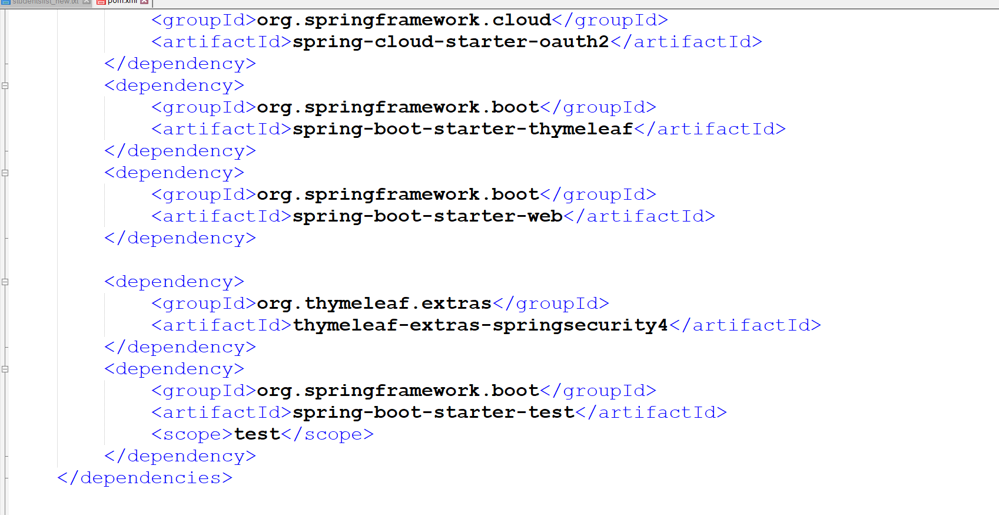 studentslist_new.txt pom.xml
<groupId>org.springframework.cloud</groupId>
<artifactId>spring-cloud-starter-oauth2</artifactId>
</dependency>
<dependency>
<groupId>org.springframework.boot</groupId>
<artifactId>spring-boot-starter-thymeleaf</artifactId>
</dependency>
<dependency>
<groupId>org.springframework.boot</groupId>
<artifactId>spring-boot-starter-web</artifactId>
</dependency>
<dependency>
<groupId>org.thymeleaf.extras</groupId>
<artifactId>thymeleaf-extras-springsecurity4</artifactId>
</dependency>
<dependency>
<groupId>org.springframework.boot</groupId>
<artifactId>spring-boot-starter-test</artifactId>
<scope>test</scope>
</dependency>
</dependencies>